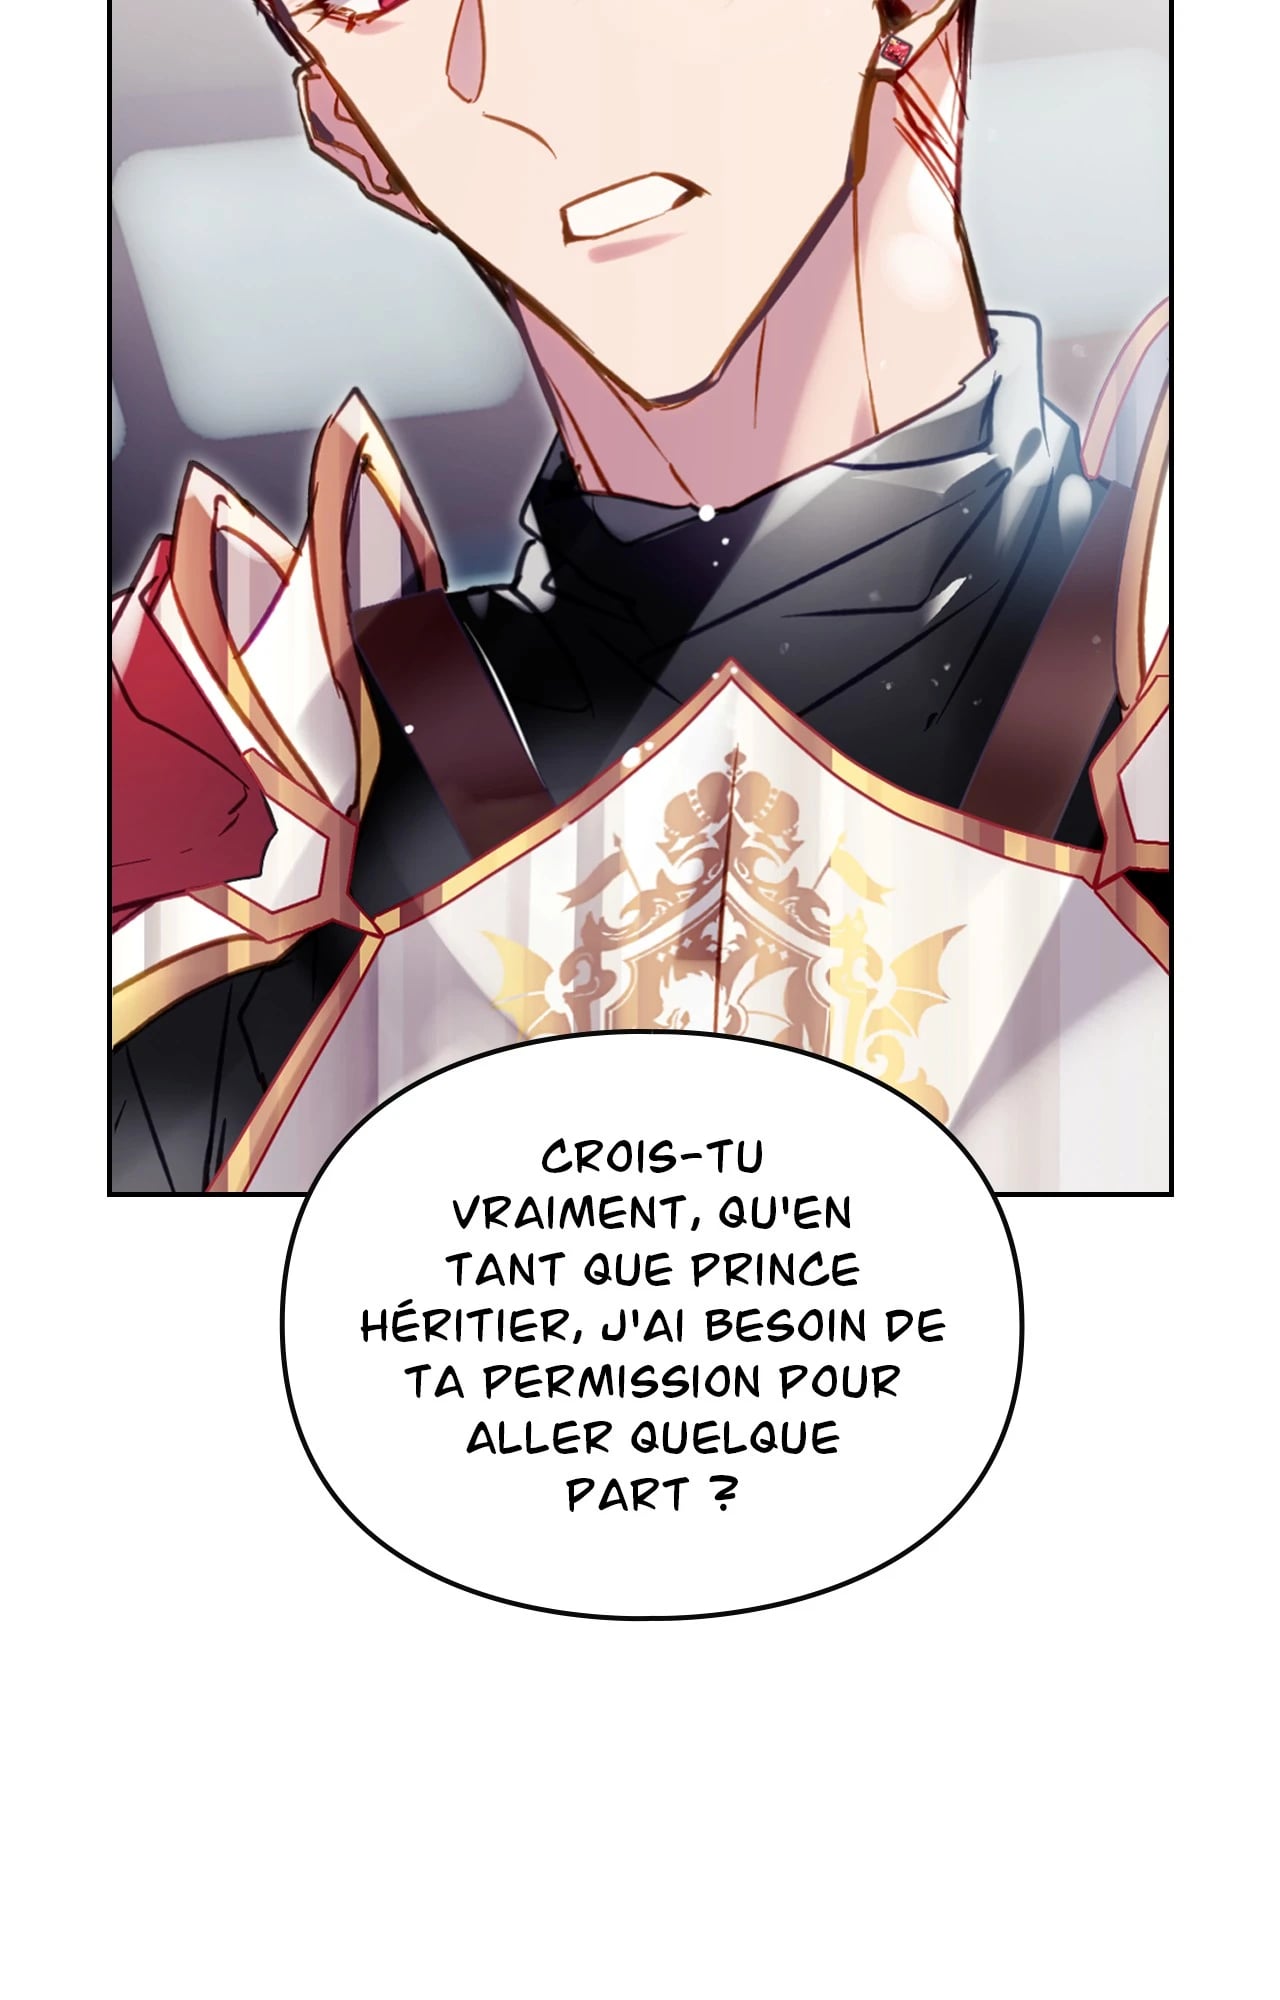 CROIS-TU
VRAIMENT, QU'EN
TANT QUE PRINCE
HÉRITIER, J'AI BESOIN DE
TA PERMISSION POUR
ALLER QUELQUE
PART ?